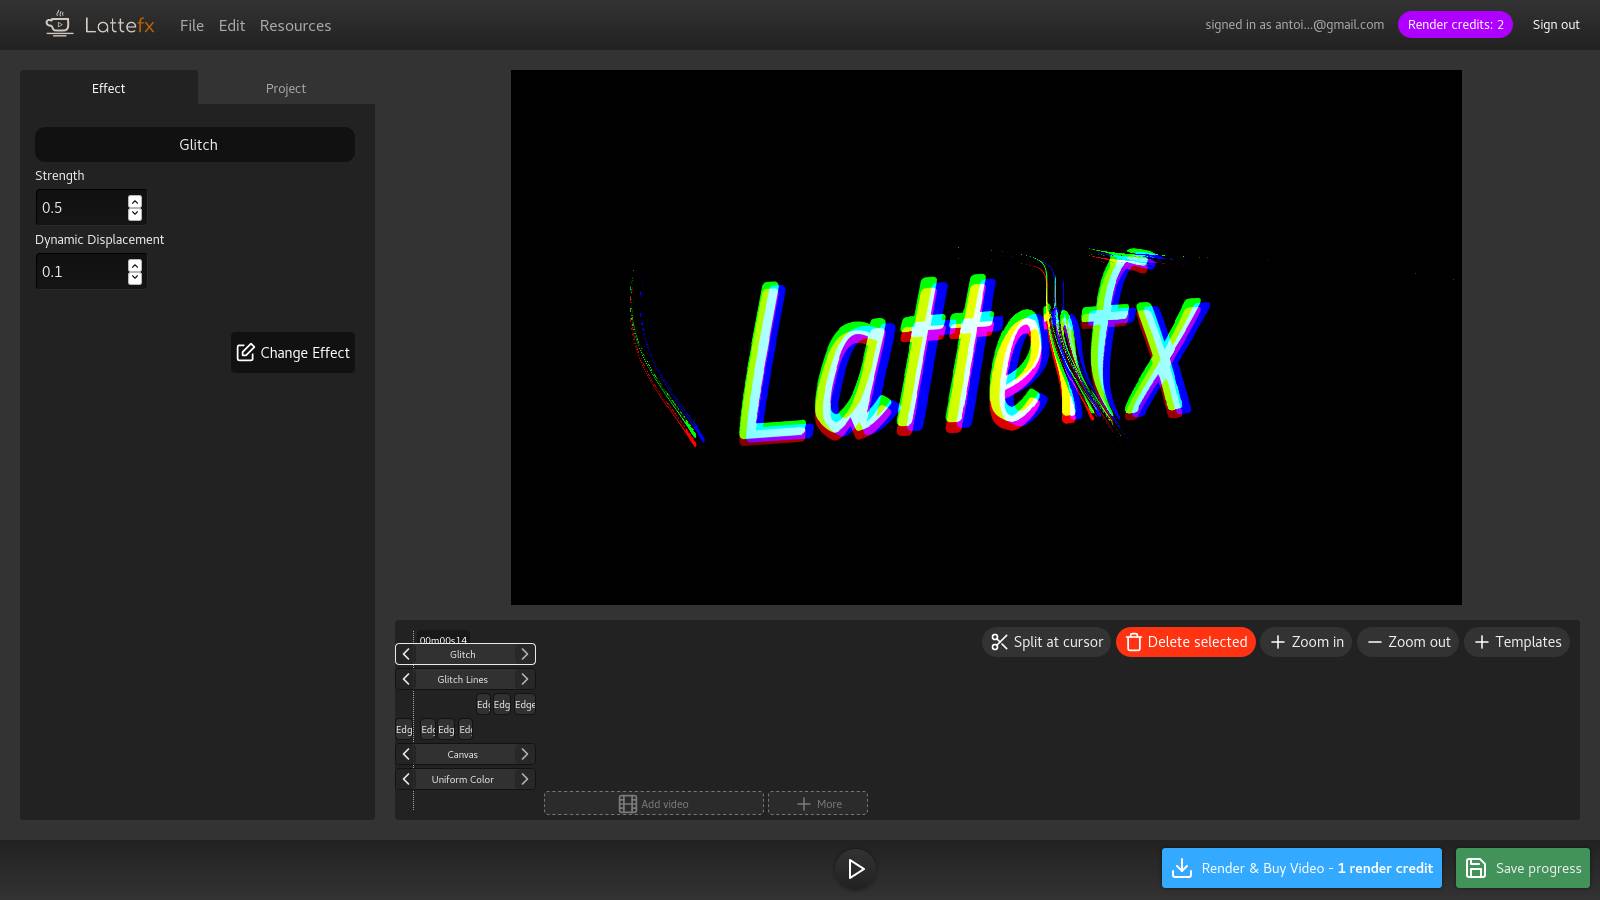 Lattefx File Edit Resources
signed in as antoi...@gmail.com Render credits: 2 Sign out
Effect Project
Glitch
Strength
0.5
Dynamic Displacement
0.1
Change Effect
Lattefx
00m00s14
Split at cursor Delete selected Zoom in Zoom out Templates
Glitch
Glitch Lines
Edg Edge
Edg Edg
Canvas
Uniform Color
Add video More
Render & Buy Video - 1 render credit Save progress